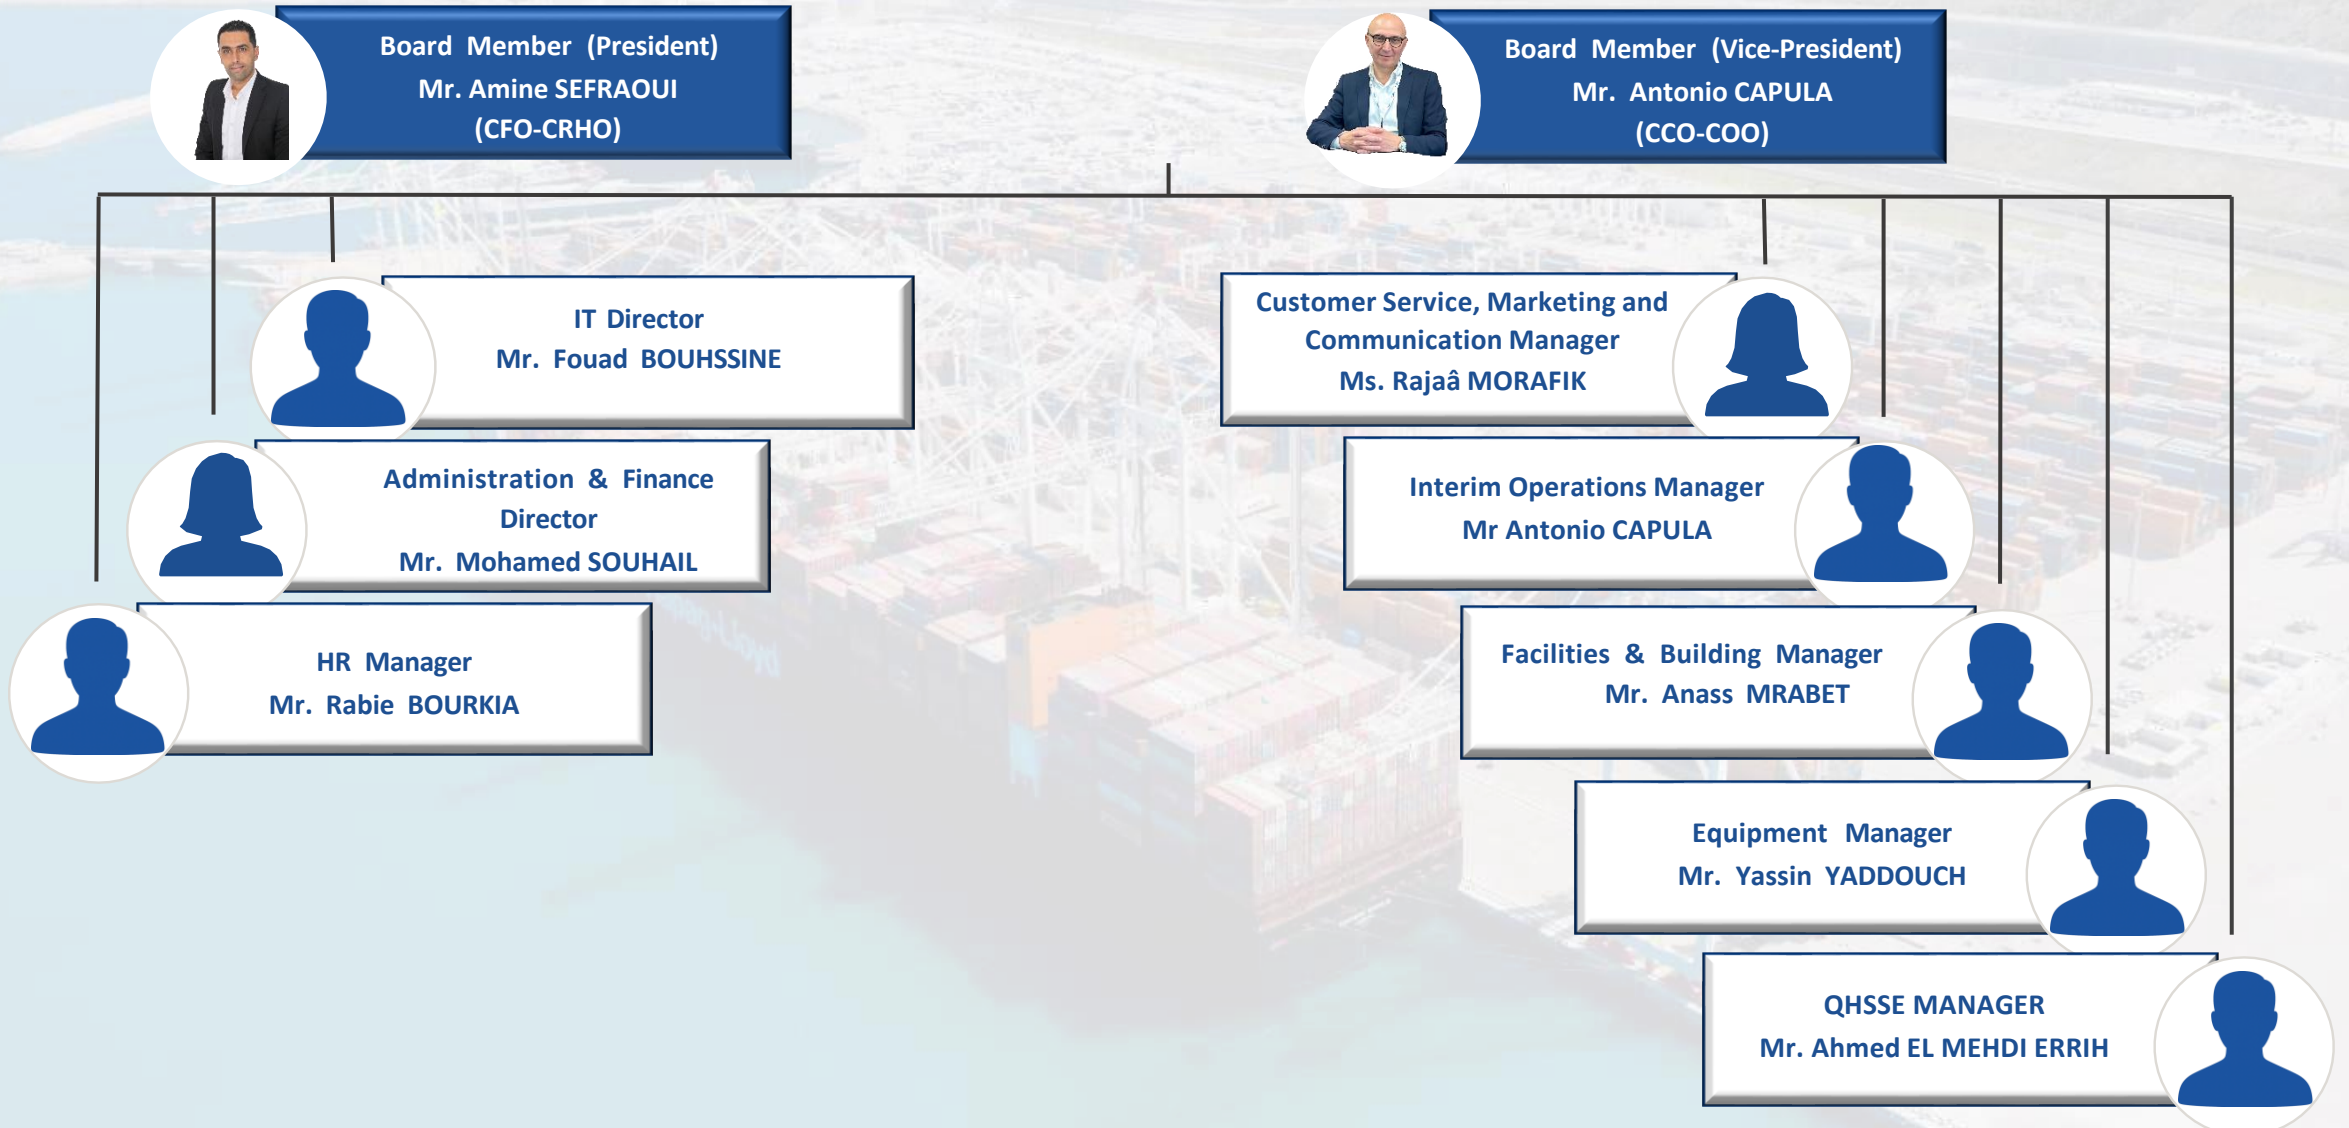 Board Member (President)
Mr. Amine SEFRAOUI
(CFO-CRHO)
Board Member (Vice-President)
Mr. Antonio CAPULA
(CCO-COO)
IT Director
Mr. Fouad BOUHSSINE
Administration & Finance
Director
Mr. Mohamed SOUHAIL
HR Manager
Mr. Rabie BOURKIA
Customer Service, Marketing and
Communication Manager
Ms. Rajaâ MORAFIK
Interim Operations Manager
Mr Antonio CAPULA
Facilities & Building Manager
Mr. Anass MRABET
Equipment Manager
Mr. Yassin YADDOUCH
QHSSE MANAGER
Mr. Ahmed EL MEHDI ERRIH